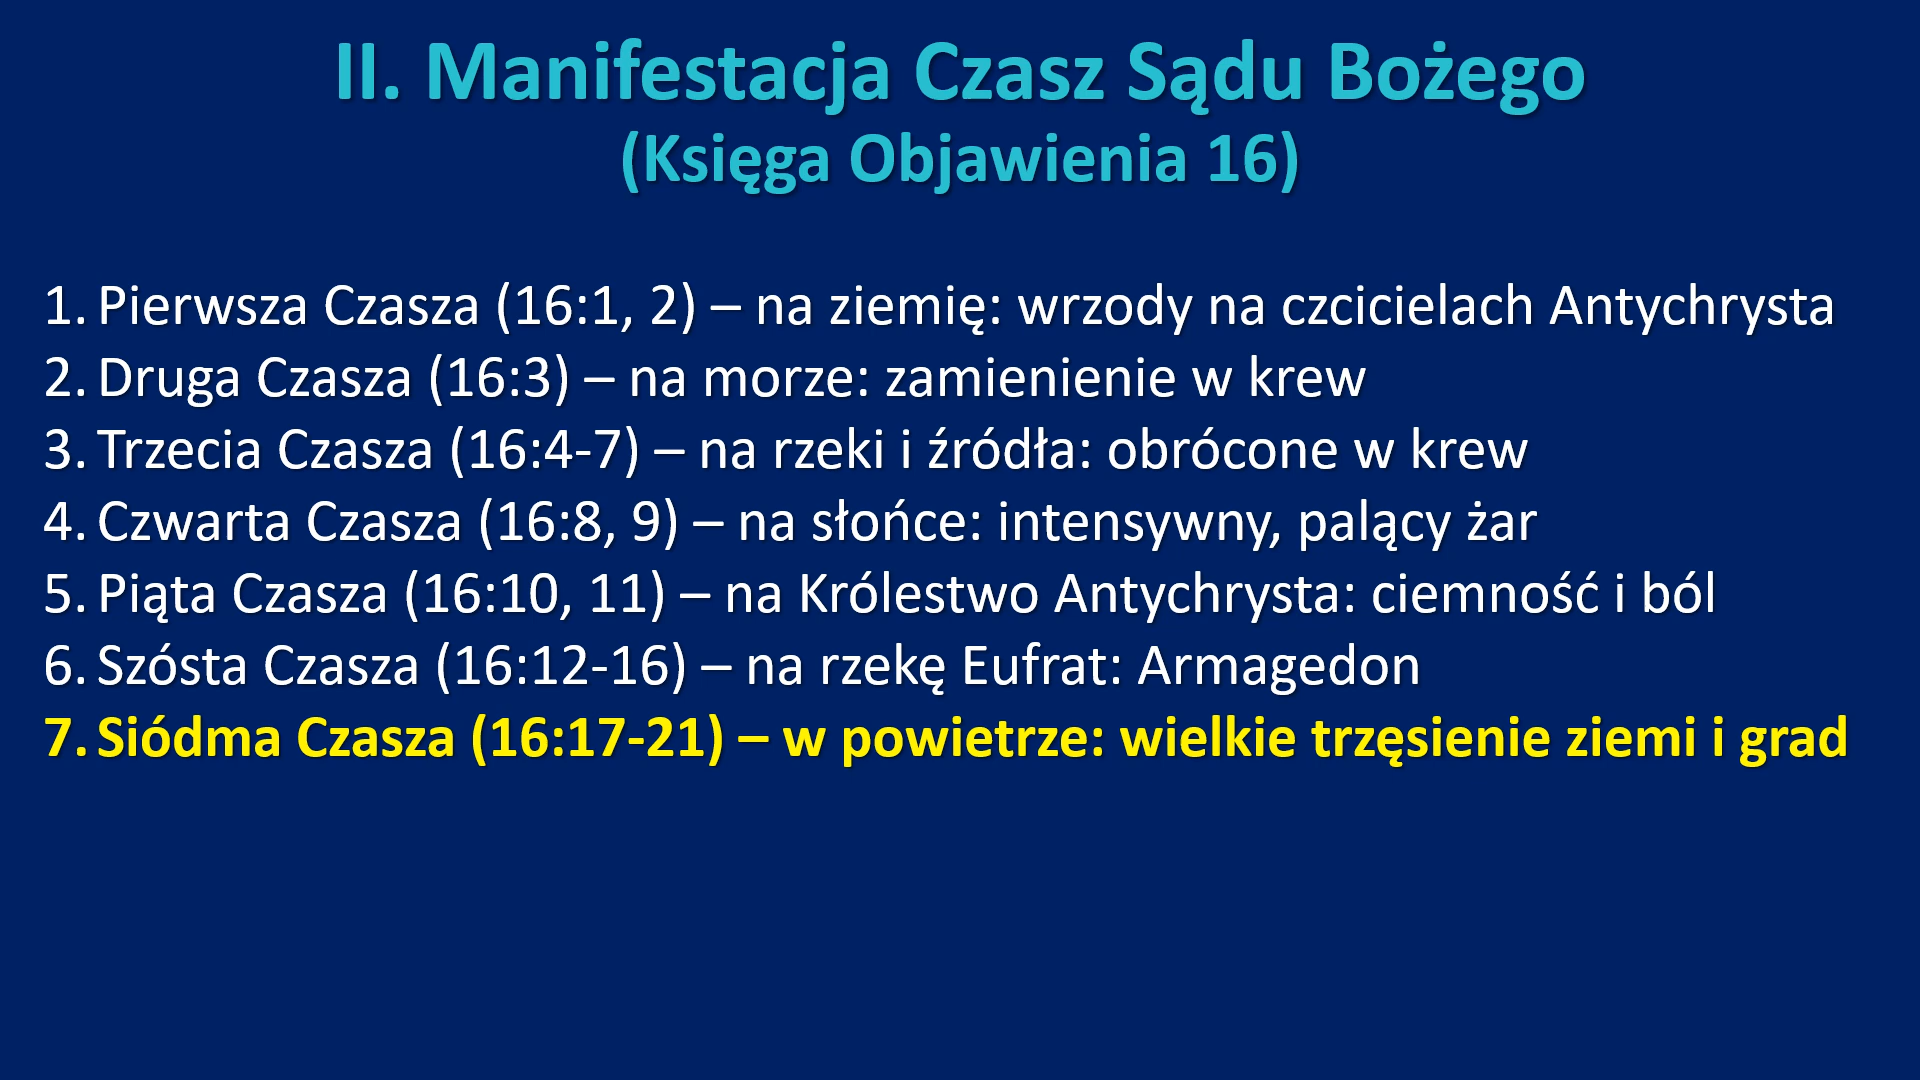 II. Manifestacja Czasz Sądu Bożego
(Księga Objawienia 16)
1. Pierwsza Czasza (16:1, 2) – na ziemię: wrzody na czcicielach Antychrysta
2. Druga Czasza (16:3) – na morze: zamienienie w krew
3. Trzecia Czasza (16:4-7) – na rzeki i źródła: obrócone w krew
4. Czwarta Czasza (16:8, 9) – na słońce: intensywny, palący żar
5. Piąta Czasza (16:10, 11) – na Królestwo Antychrysta: ciemność i ból
6. Szósta Czasza (16:12-16) – na rzekę Eufrat: Armagedon
7. Siódma Czasza (16:17-21) – w powietrze: wielkie trzęsienie ziemi i grad